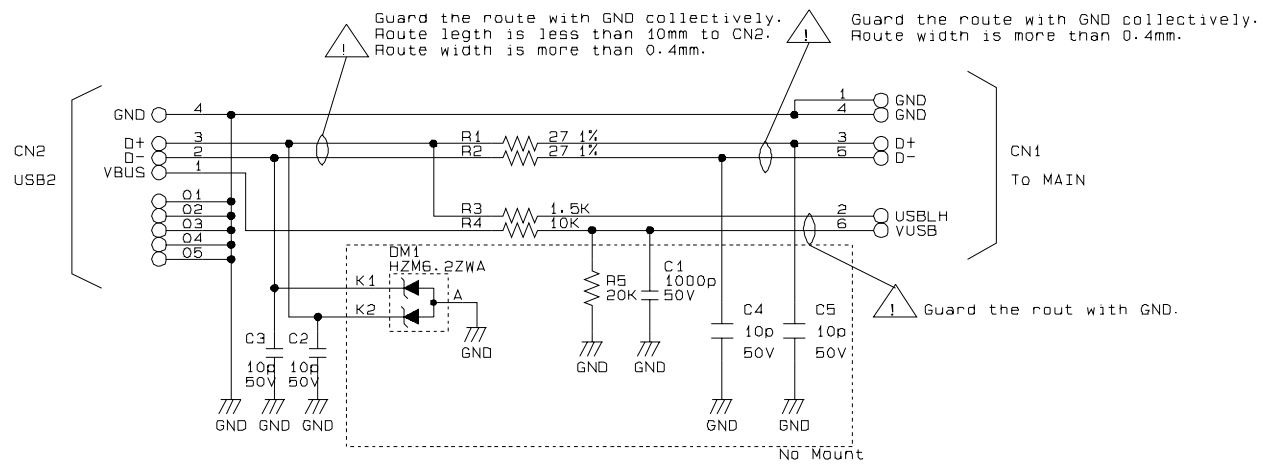 Guard the route with GND collectively.
Route legth is less than 10mm to CN2.
Route width is more than 0.4mm.
!
Guard the route with GND collectively.
Route width is more than 0.4mm.
!
CN2
USB2
GND 4
D+ 3
D- 2
VBUS 1
O1
O2
O3
O4
O5
R1 27 1%
R2 27 1%
R3 1.5K
R4 10K
1 GND
4 GND
3 D+
5 D-
2 USBLH
6 VUSB
CN1
To MAIN
DM1
HZM6.2ZWA
K1
K2
A
GND
C3
10p
50V
C2
10p
50V
GND
GND
GND
R5
20K
GND
C1
1000p
50V
GND
C4
10p
50V
GND
C5
10p
50V
GND
!
Guard the rout with GND.
No Mount